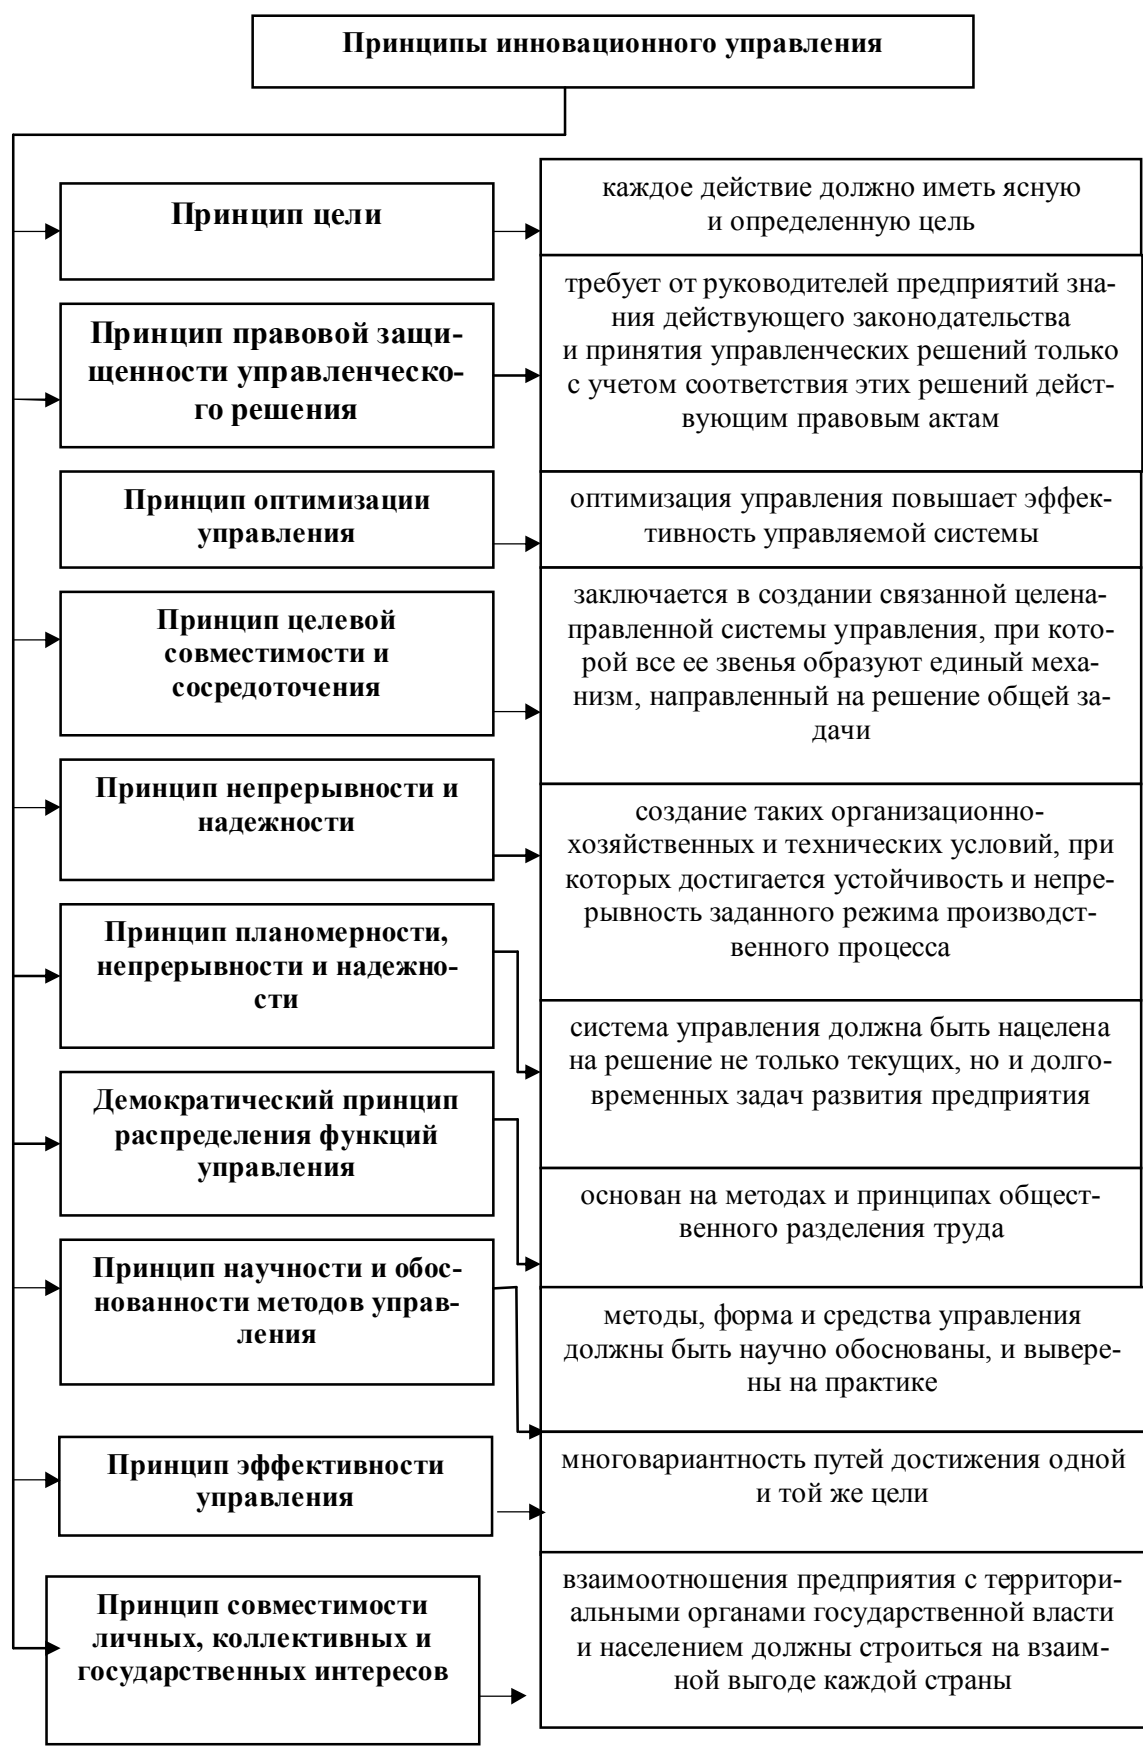 Принципы инновационного управления
Принцип цели
каждое действие должно иметь ясную
и определенную цель
Принцип правовой защи-
щенности управленческо-
го решения
требует от руководителей предприятий зна-
ния действующего законодательства
и принятия управленческих решений только
с учетом соответствия этих решений дейст-
вующим правовым актам
Принцип оптимизации
управления
оптимизация управления повышает эффек-
тивность управляемой системы
Принцип целевой
совместимости и
сосредоточения
заключается в создании связанной целена-
правленной системы управления, при кото-
рой все ее звенья образуют единый меха-
низм, направленный на решение общей за-
дачи
Принцип непрерывности и
надежности
создание таких организационно-
хозяйственных и технических условий, при
которых достигается устойчивость и непре-
рывность заданного режима производст-
венного процесса
Принцип планомерности,
непрерывности и надежно-
сти
система управления должна быть нацелена
на решение не только текущих, но и долго-
временных задач развития предприятия
Демократический принцип
распределения функций
управления
основан на методах и принципах общест-
венного разделения труда
Принцип научности и обос-
нованности методов управ-
ления
методы, форма и средства управления
должны быть научно обоснованы, и вывере-
ны на практике
Принцип эффективности
управления
многовариантность путей достижения одной
и той же цели
Принцип совместимости
личных, коллективных и
государственных интересов
взаимоотношения предприятия с территори-
альными органами государственной власти
и населением должны строиться на взаим-
ной выгоде каждой страны